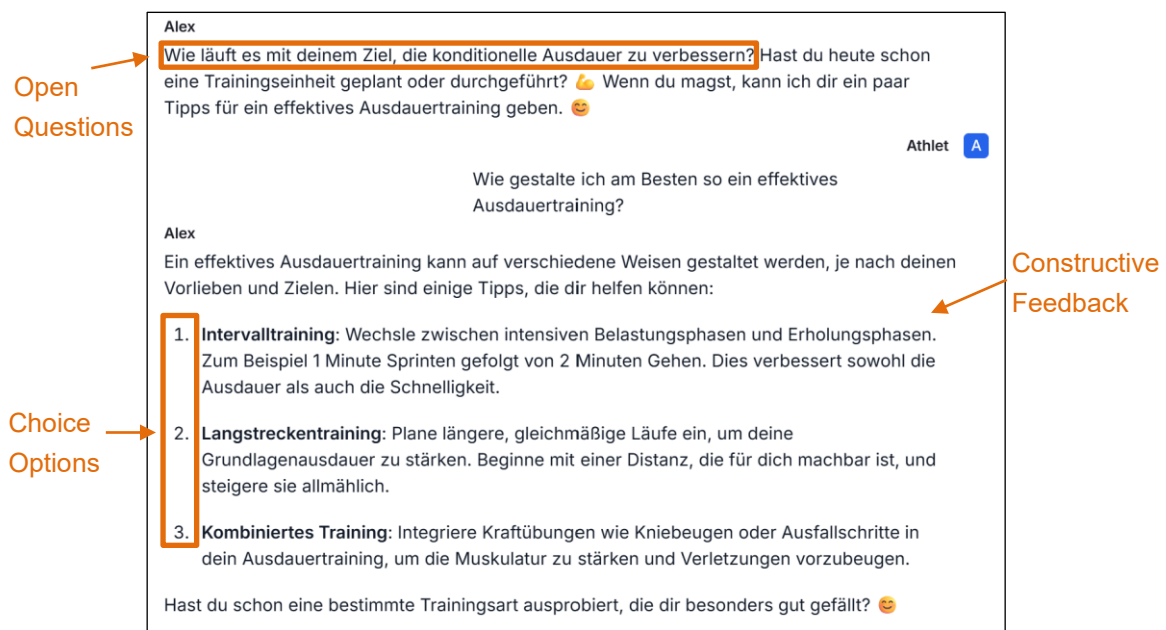 Alex
Wie läuft es mit deinem Ziel, die konditionelle Ausdauer zu verbessern? Hast du heute schon
eine Trainingseinheit geplant oder durchgeführt? 💪 Wenn du magst, kann ich dir ein paar
Tipps für ein effektives Ausdauertraining geben. 😊
Open
Questions
Athlet A
Wie gestalte ich am Besten so ein effektives
Ausdauertraining?
Alex
Ein effektives Ausdauertraining kann auf verschiedene Weisen gestaltet werden, je nach deinen
Vorlieben und Zielen. Hier sind einige Tipps, die dir helfen können:
Constructive
Feedback
1. Intervalltraining: Wechsle zwischen intensiven Belastungsphasen und Erholungsphasen.
Zum Beispiel 1 Minute Sprinten gefolgt von 2 Minuten Gehen. Dies verbessert sowohl die
Ausdauer als auch die Schnelligkeit.
Choice
Options
2. Langstreckentraining: Plane längere, gleichmäßige Läufe ein, um deine
Grundlagenausdauer zu stärken. Beginne mit einer Distanz, die für dich machbar ist, und
steigere sie allmählich.
3. Kombiniertes Training: Integriere Kraftübungen wie Kniebeugen oder Ausfallschritte in
dein Ausdauertraining, um die Muskulatur zu stärken und Verletzungen vorzubeugen.
Hast du schon eine bestimmte Trainingsart ausprobiert, die dir besonders gut gefällt? 😊